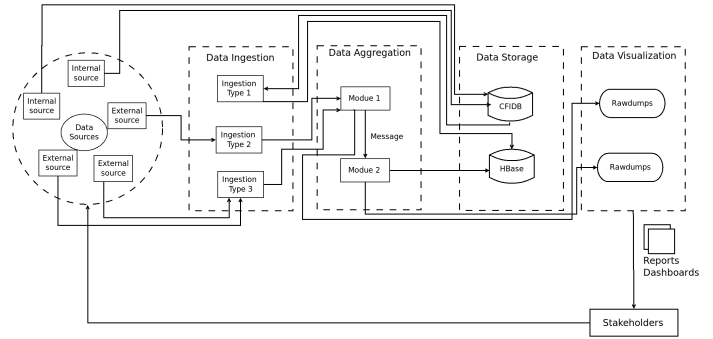 Data Ingestion
Data Aggregation
Data Storage
Data Visualization
Internal
source
Internal
source
External
source
Data
Sources
External
source
External
source
Ingestion
Type 1
Ingestion
Type 2
Ingestion
Type 3
Modue 1
Message
Modue 2
CFIDB
HBase
Rawdumps
Rawdumps
Reports
Dashboards
Stakeholders